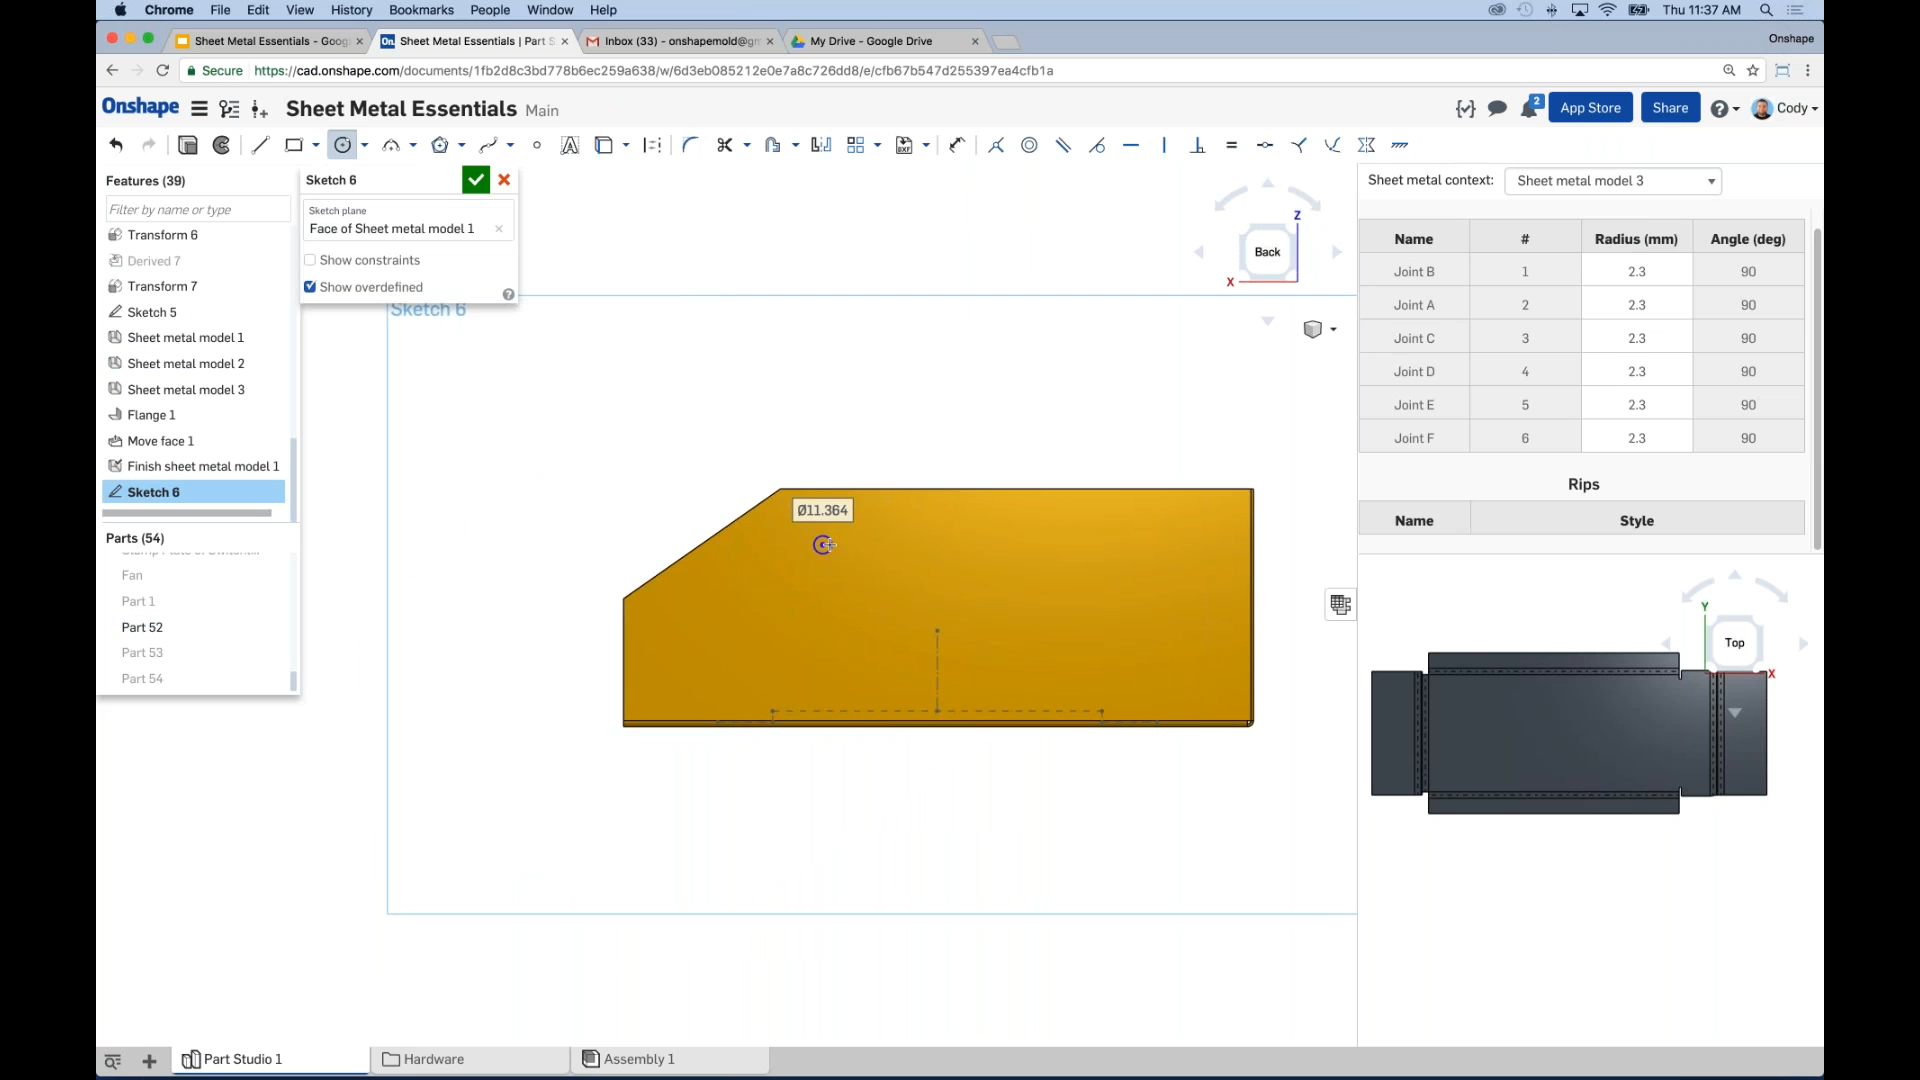 Chrome File Edit View History Bookmarks People Window Help Thu 11:37 AM
Sheet Metal Essentials - Goog
Sheet Metal Essentials | Part S
Inbox (33) - onshapemold@gm
My Drive - Google Drive
Onshape
Secure https://cad.onshape.com/documents/1fb2d8c3bd778b6ec259a638/w/6d3eb085212e0e7a8c726dd8/e/cfb67b547d255397ea4cfb1a
Onshape Sheet Metal Essentials Main
2 App Store Share Cody
Features (39)
Filter by name or type
Transform 6
Derived 7
Transform 7
Sketch 5
Sheet metal model 1
Sheet metal model 2
Sheet metal model 3
Flange 1
Move face 1
Finish sheet metal model 1
Sketch 6
Parts (54)
Fan
Part 1
Part 52
Part 53
Part 54
Sketch 6
Sketch plane
Face of Sheet metal model 1
Show constraints
Show overdefined
Sketch 6
Ø11.364
Back
Z
X
Sheet metal context: Sheet metal model 3
Name # Radius (mm) Angle (deg)
Joint B 1 2.3 90
Joint A 2 2.3 90
Joint C 3 2.3 90
Joint D 4 2.3 90
Joint E 5 2.3 90
Joint F 6 2.3 90
Rips
Name Style
Y
Top
X
Part Studio 1 Hardware Assembly 1